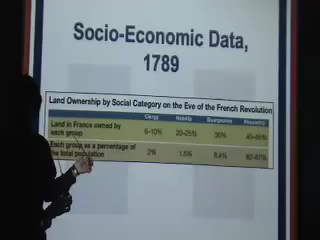 Socio-Economic Data,
1789
Land Ownership by Social Category on the Eve of the French Revolution
Clergy Nobility Bourgeoisie Peasantry
Land in France owned by
each group 6-10% 20-25% 30% 40-45%
Each group as a percentage of
the total population 2% 1.5% 8.4%